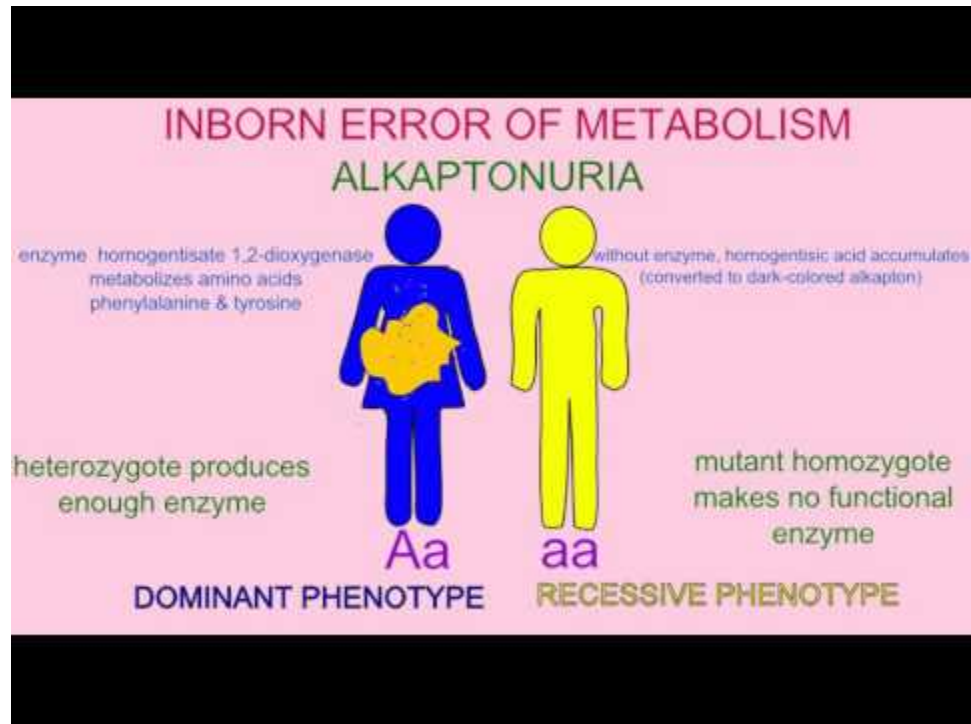 INBORN ERROR OF METABOLISM
ALKAPTONURIA
enzyme homogentisate 1,2-dioxygenase
metabolizes amino acids
phenylalanine & tyrosine
without enzyme, homogentisic acid accumulates
(converted to dark-colored alkapton)
heterozygote produces
enough enzyme
mutant homozygote
makes no functional
enzyme
Aa
aa
DOMINANT PHENOTYPE
RECESSIVE PHENOTYPE